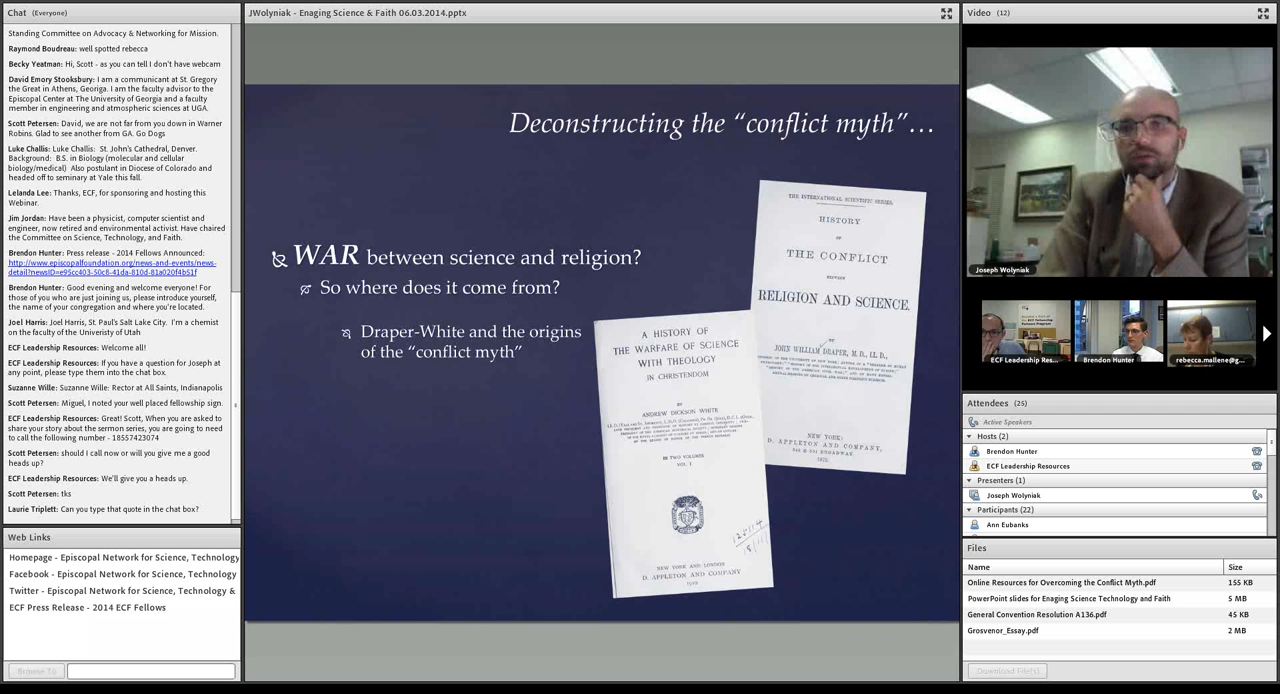 Chat (Everyone)
Standing Committee on Advocacy & Networking for Mission.
Raymond Boudreau: well spotted rebecca
Becky Yeatman: Hi, Scott - as you can tell I don't have webcam
David Emory Stooksbury: I am a communicant at St. Gregory
the Great in Athens, Georiga. I am the faculty advisor to the
Episcopal Center at The University of Georgia and a faculty
member in engineering and atmospheric sciences at UGA.
Scott Petersen: David, we are not far from you down in Warner
Robins. Glad to see another from GA. Go Dogs
Luke Challis: Luke Challis: St. John's Cathedral, Denver.
Background: B.S. in Biology (molecular and cellular
biology/medical) Also postulant in Diocese of Colorado and
headed off to seminary at Yale this fall.
Lelanda Lee: Thanks, ECF, for sponsoring and hosting this
Webinar.
Jim Jordan: Have been a physicist, computer scientist and
engineer, now retired and environmental activist. Have chaired
the Committee on Science, Technology, and Faith.
Brendon Hunter: Press release - 2014 Fellows Announced:
http://www.episcopalfoundation.org/news-and-events/news-
detail?newsID=e95cc403-50c8-41da-810d-81a020f4b51f
Brendon Hunter: Good evening and welcome everyone! For
those of you who are just joining us, please introduce yourself,
the name of your congregation and where you're located.
Joel Harris: Joel Harris, St. Paul's Salt Lake City. I'm a chemist
on the faculty of the Univeristy of Utah
ECF Leadership Resources: Welcome all!
ECF Leadership Resources: If you have a question for Joseph at
any point, please type them into the chat box.
Suzanne Wille: Suzanne Wille: Rector at All Saints, Indianapolis
Scott Petersen: Miguel, I noted your well placed fellowship sign.
ECF Leadership Resources: Great! Scott, When you are asked to
share your story about the sermon series, you are going to need
to call the following number - 18557423074
Scott Petersen: should I call now or will you give me a good
heads up?
ECF Leadership Resources: We'll give you a heads up.
Scott Petersen: tks
Laurie Triplett: Can you type that quote in the chat box?
Web Links
Homepage - Episcopal Network for Science, Technology
Facebook - Episcopal Network for Science, Technology
Twitter - Episcopal Network for Science, Technology &
ECF Press Release - 2014 ECF Fellows
Browse To
JWolyniak - Enaging Science & Faith 06.03.2014.pptx
Deconstructing the “conflict myth”…
WAR between science and religion?
So where does it come from?
Draper-White and the origins
of the “conflict myth”
A HISTORY OF
THE WARFARE OF SCIENCE
WITH THEOLOGY
IN CHRISTENDOM
BY
ANDREW DICKSON WHITE
IN TWO VOLUMES
VOL. I
NEW YORK AND LONDON
D. APPLETON AND COMPANY
THE INTERNATIONAL SCIENTIFIC SERIES.
HISTORY
OF
THE CONFLICT
BETWEEN
RELIGION AND SCIENCE.
BY
JOHN WILLIAM DRAPER, M. D., LL. D.,
NEW YORK:
D. APPLETON AND COMPANY,
BROADWAY
Video (12)
Joseph Wolyniak
ECF Leadership Res...
Brendon Hunter
rebecca.mallene@g...
Attendees (25)
Active Speakers
Hosts (2)
Brendon Hunter
ECF Leadership Resources
Presenters (1)
Joseph Wolyniak
Participants (22)
Ann Eubanks
Files
Name Size
Online Resources for Overcoming the Conflict Myth.pdf 155 KB
PowerPoint slides for Enaging Science Technology and Faith 5 MB
General Convention Resolution A136.pdf 45 KB
Grosvenor_Essay.pdf 2 MB
Download File(s)